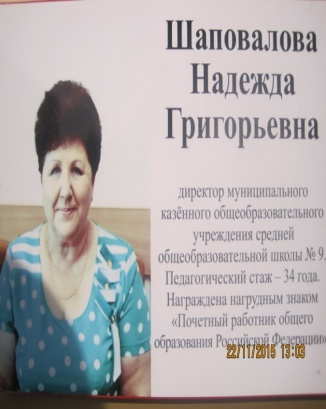 Шаповалова
Надежда
Григорьевна
директор муниципального
казённого общеобразовательного
учреждения средней
общеобразовательной школы № 9.
Педагогический стаж – 34 года.
Награждена нагрудным знаком
«Почетный работник общего
образования Российской Федерации»
22/11/2015 13:03